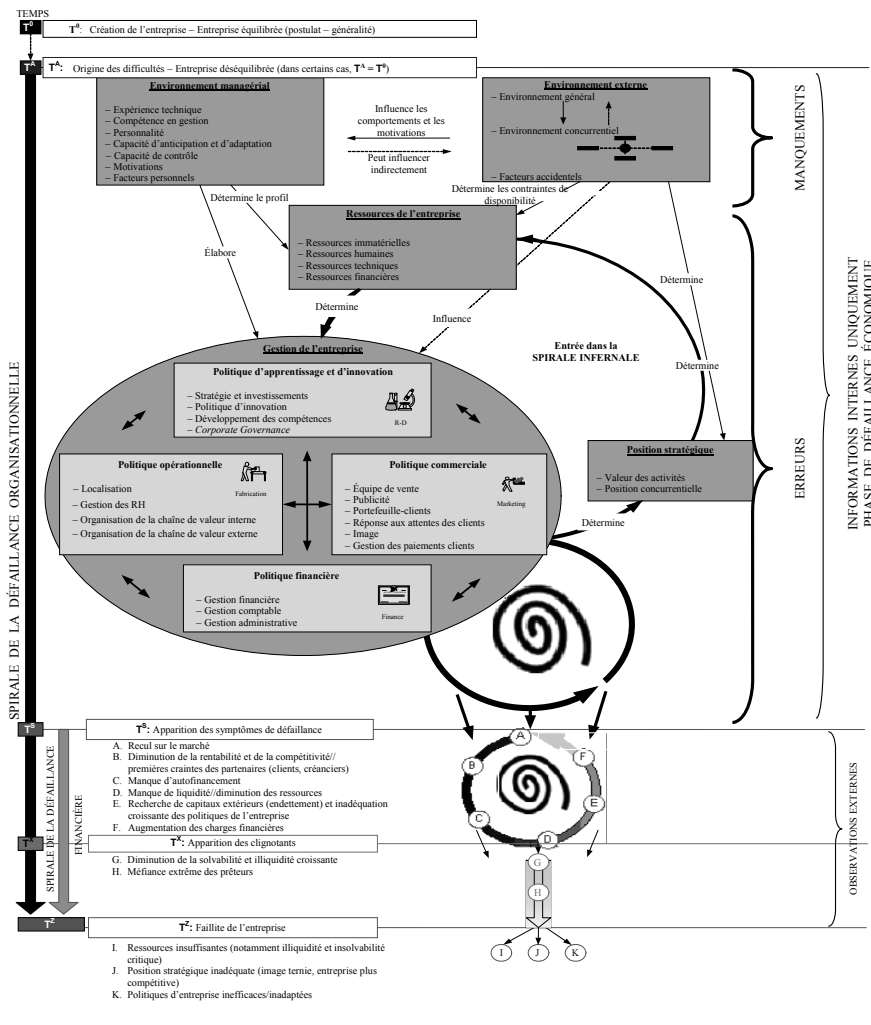 TEMPS
T⁰
T⁰: Création de l'entreprise – Entreprise équilibrée (postulat – généralité)
T^A
T^A: Origine des difficultés – Entreprise déséquilibrée (dans certains cas, T^A = T⁰)
Environnement managérial
– Expérience technique
– Compétence en gestion
– Personnalité
– Capacité d'anticipation et d'adaptation
– Capacité de contrôle
– Motivations
– Facteurs personnels
Influence les
comportements et les
motivations
Peut influencer
indirectement
Environnement externe
– Environnement général
– Environnement concurrentiel
– Facteurs accidentels
MANQUEMENTS
Détermine le profil
Détermine les contraintes de
disponibilité
Ressources de l'entreprise
– Ressources immatérielles
– Ressources humaines
– Ressources techniques
– Ressources financières
Élabore
Détermine
Détermine
Influence
Entrée dans la
SPIRALE INFERNALE
Détermine
Gestion de l'entreprise
Politique d'apprentissage et d'innovation
– Stratégie et investissements
– Politique d'innovation
– Développement des compétences
– Corporate Governance
R-D
Politique opérationnelle
– Localisation
– Gestion des RH
– Organisation de la chaîne de valeur interne
– Organisation de la chaîne de valeur externe
Fabrication
Politique commerciale
– Équipe de vente
– Publicité
– Portefeuille-clients
– Réponse aux attentes des clients
– Image
– Gestion des paiements clients
Marketing
Position stratégique
– Valeur des activités
– Position concurrentielle
Détermine
Politique financière
– Gestion financière
– Gestion comptable
– Gestion administrative
Finance
ERREURS
INFORMATIONS INTERNES UNIQUEMENT
PHASE DE DÉFAILLANCE ÉCONOMIQUE
SPIRALE DE LA DÉFAILLANCE ORGANISATIONNELLE
T^S
T^S: Apparition des symptômes de défaillance
A. Recul sur le marché
B. Diminution de la rentabilité et de la compétitivité//
premières craintes des partenaires (clients, créanciers)
C. Manque d'autofinancement
D. Manque de liquidité//diminution des ressources
E. Recherche de capitaux extérieurs (endettement) et inadéquation
croissante des politiques de l'entreprise
F. Augmentation des charges financières
SPIRALE DE LA DÉFAILLANCE
FINANCIÈRE
A
B
C
D
E
F
T^X
T^X: Apparition des clignotants
G. Diminution de la solvabilité et illiquidité croissante
H. Méfiance extrême des prêteurs
G
H
OBSERVATIONS EXTERNES
T^Z
T^Z: Faillite de l'entreprise
I. Ressources insuffisantes (notamment illiquidité et insolvabilité
critique)
J. Position stratégique inadéquate (image ternie, entreprise plus
compétitive)
K. Politiques d'entreprise inefficaces/inadaptées
I
J
K